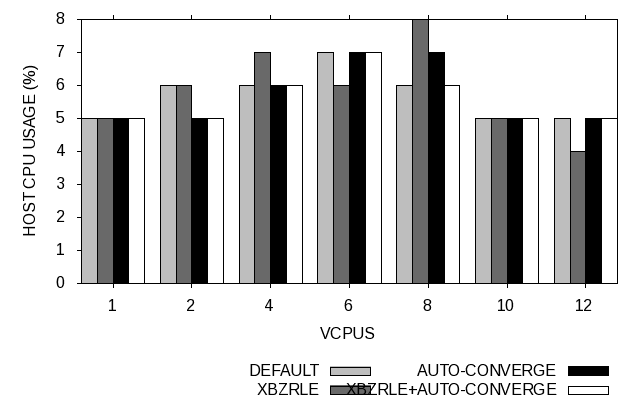 8
7
6
5
4
3
2
1
0
HOST CPU USAGE (%)
1 2 4 6 8 10 12
VCPUS
DEFAULT AUTO-CONVERGE
XBZRLE XBZRLE+AUTO-CONVERGE